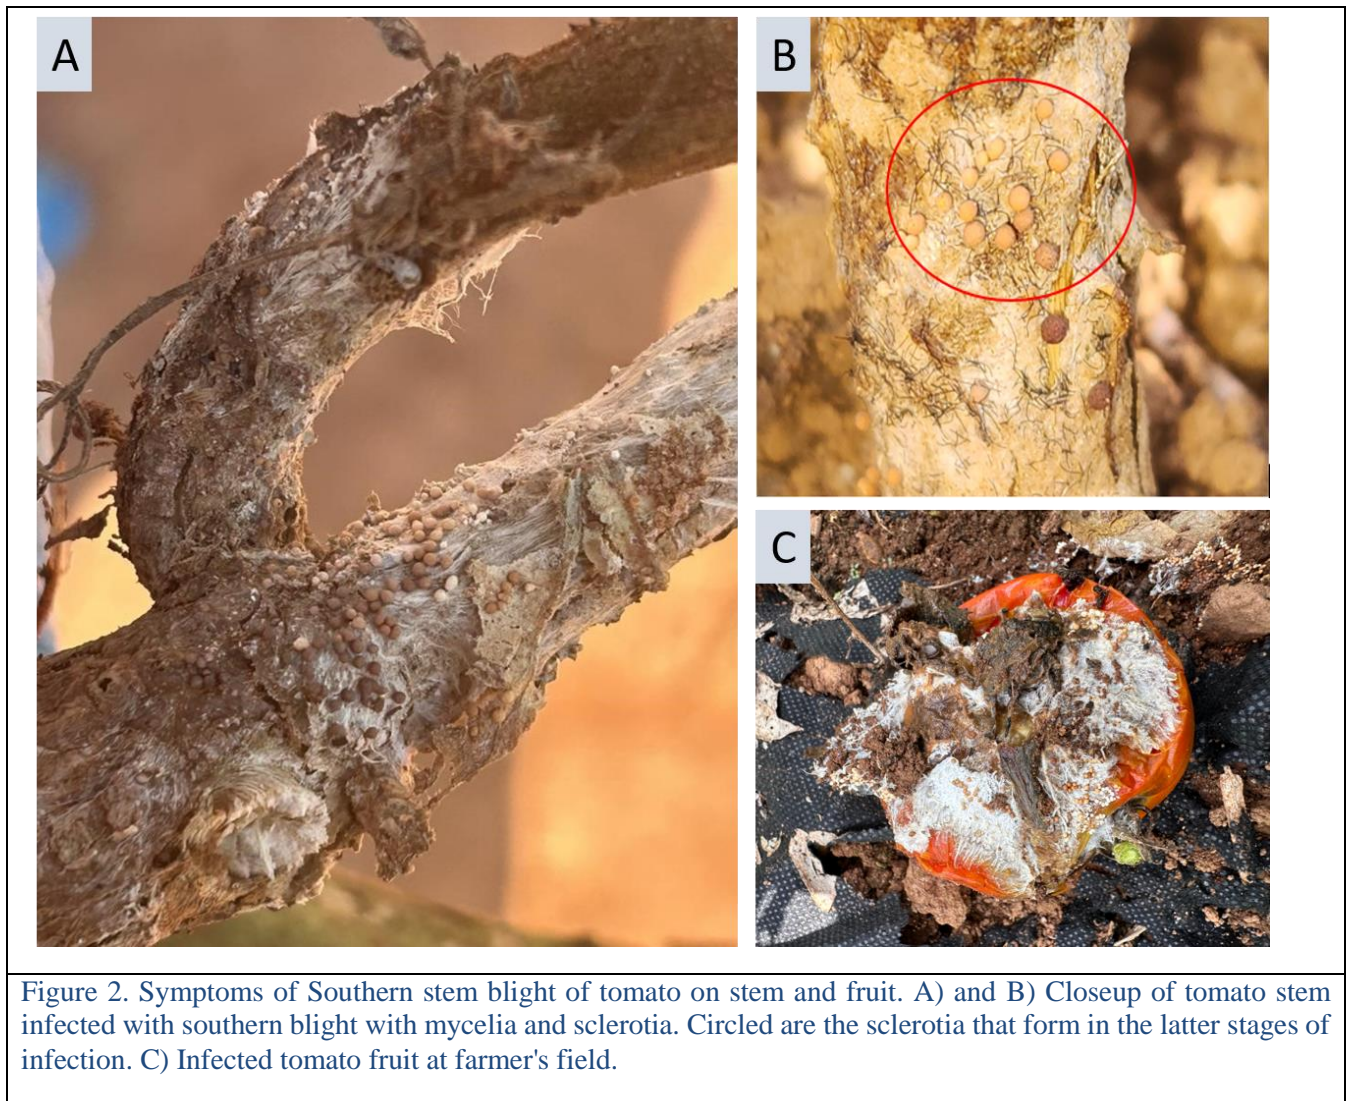 A
B
C
Figure 2. Symptoms of Southern stem blight of tomato on stem and fruit. A) and B) Closeup of tomato stem
infected with southern blight with mycelia and sclerotia. Circled are the sclerotia that form in the latter stages of
infection. C) Infected tomato fruit at farmer's field.